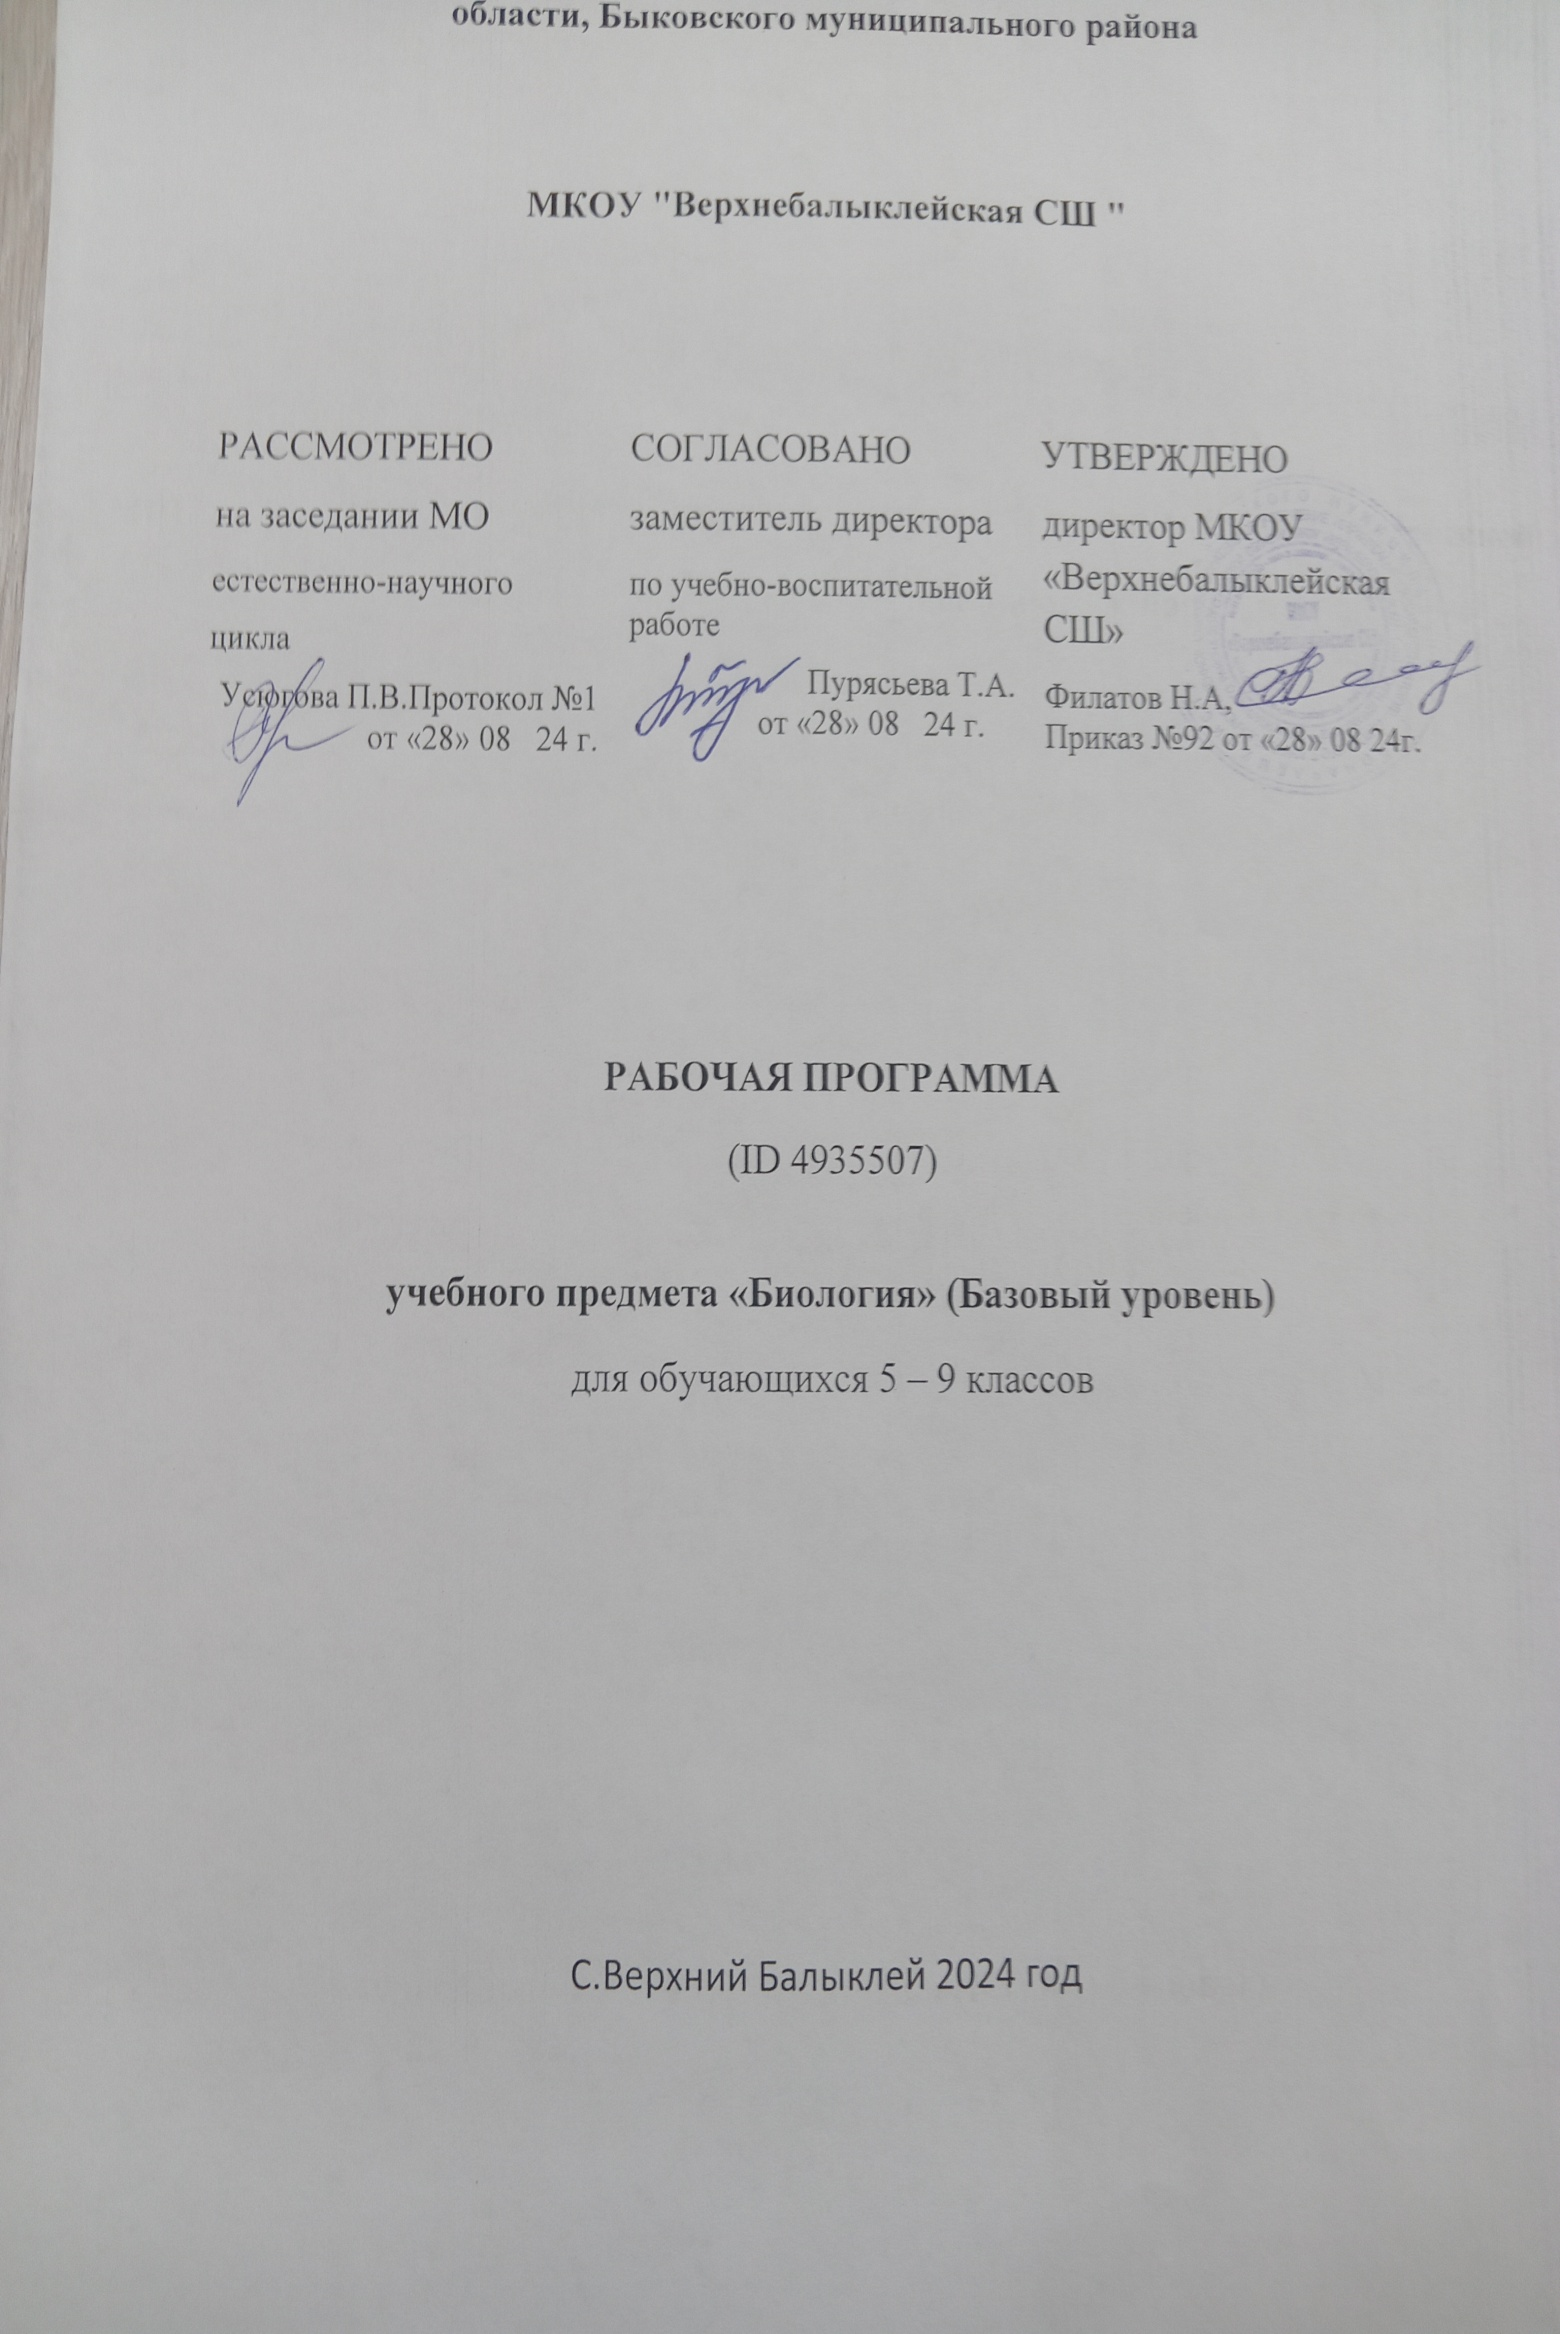 области, Быковского муниципального района
МКОУ "Верхнебалыклейская СШ "
РАССМОТРЕНО
на заседании МО
естественно-научного
цикла
Усюгова П.В.Протокол №1
от «28» 08 24 г.
СОГЛАСОВАНО
заместитель директора
по учебно-воспитательной
работе
Пурясьева Т.А.
от «28» 08 24 г.
УТВЕРЖДЕНО
директор МКОУ
«Верхнебалыклейская
СШ»
Филатов Н.А,
Приказ №92 от «28» 08 24г.
РАБОЧАЯ ПРОГРАММА
(ID 4935507)
учебного предмета «Биология» (Базовый уровень)
для обучающихся 5 – 9 классов
С.Верхний Балыклей 2024 год